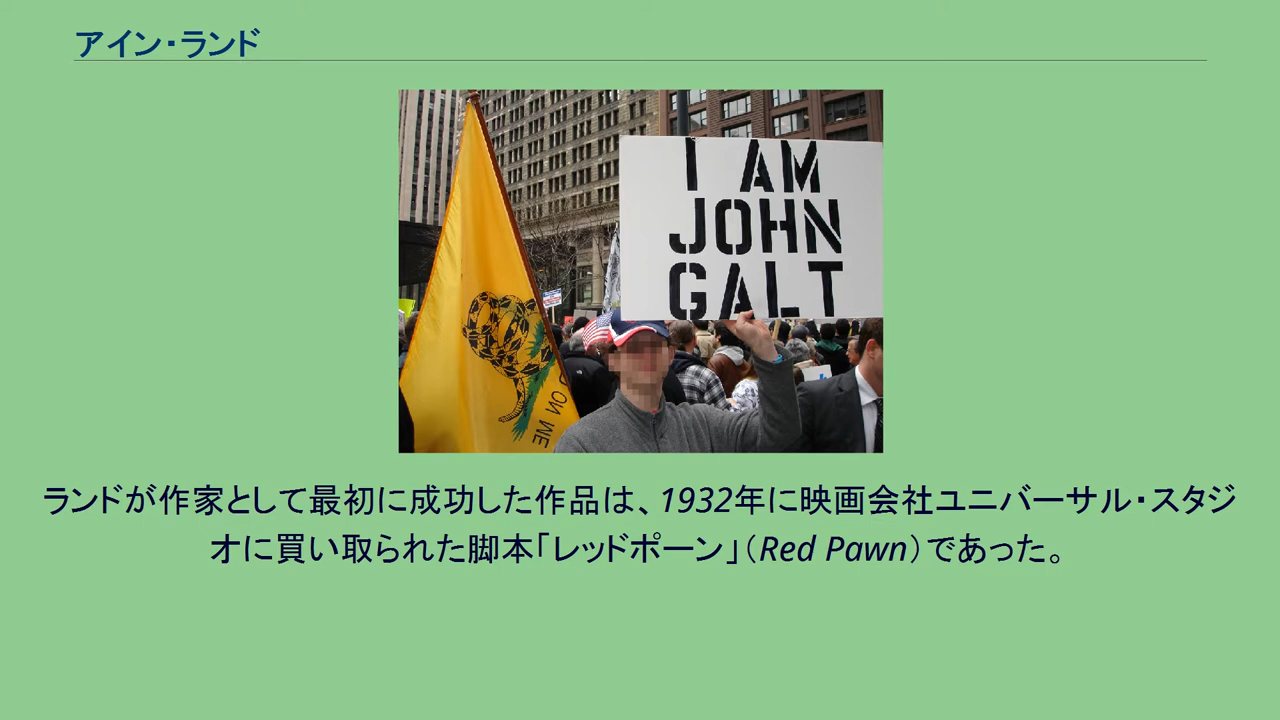 アイン・ランド
I AM
JOHN
GALT
ON ME
ランドが作家として最初に成功した作品は、1932年に映画会社ユニバーサル・スタジ
オに買い取られた脚本「レッドポーン」（Red Pawn）であった。